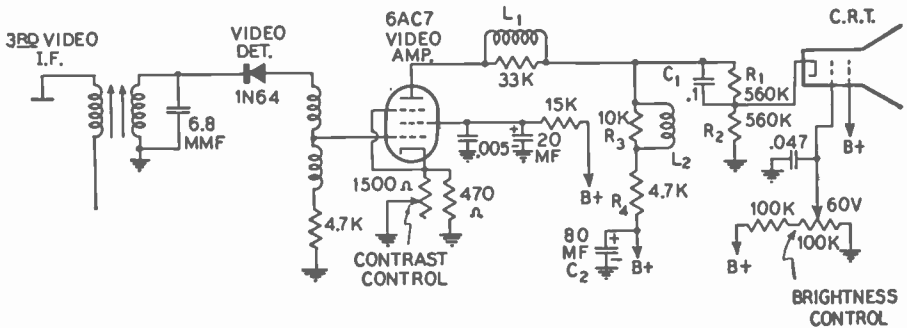 3RD VIDEO
I.F.
6.8
MMF
VIDEO
DET.
1N64
4.7K
6AC7
VIDEO
AMP.
1500Ω
470
Ω
CONTRAST
CONTROL
L1
33K
.005
20
MF
15K
B+
10K
R3
L2
R4
4.7K
80
MF
C2
B+
C1
.1
R1
560K
R2
560K
C.R.T.
B+
.047
60V
100K
100K
B+
BRIGHTNESS
CONTROL